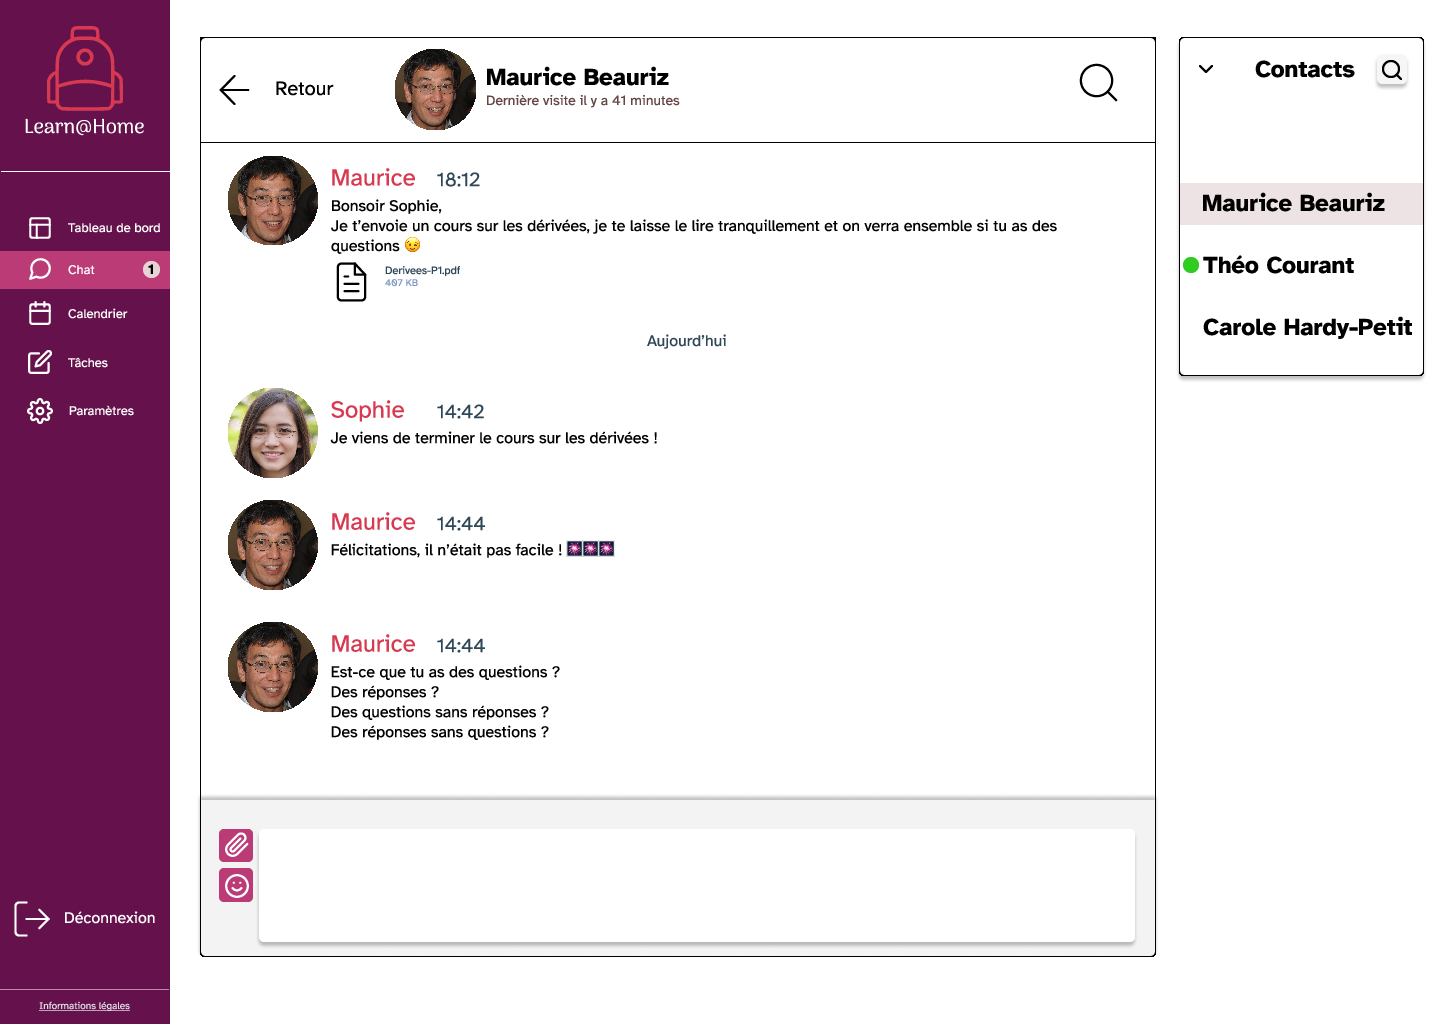 Learn@Home
Tableau de bord
Chat 1
Calendrier
Tâches
Paramètres
Déconnexion
Informations légales
Retour
Maurice Beauriz
Dernière visite il y a 41 minutes
Maurice 18:12
Bonsoir Sophie,
Je t’envoie un cours sur les dérivées, je te laisse le lire tranquillement et on verra ensemble si tu as des
questions 😉
Derivees-P1.pdf
407 KB
Aujourd’hui
Sophie 14:42
Je viens de terminer le cours sur les dérivées !
Maurice 14:44
Félicitations, il n’était pas facile ! 🎆🎆🎆
Maurice 14:44
Est-ce que tu as des questions ?
Des réponses ?
Des questions sans réponses ?
Des réponses sans questions ?
Contacts
Maurice Beauriz
Théo Courant
Carole Hardy-Petit